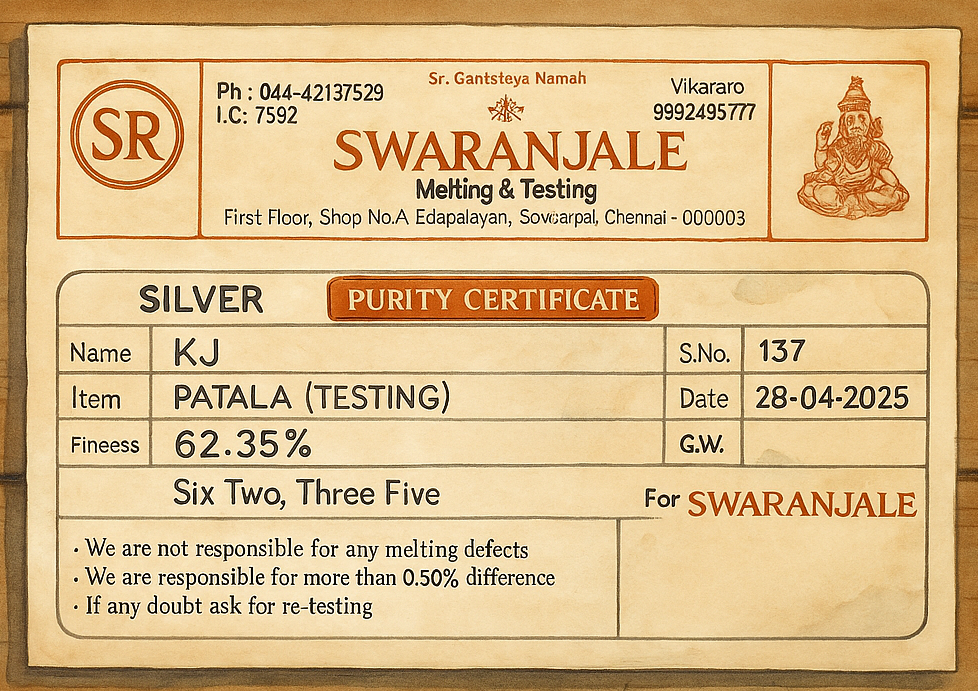 SR
Ph : 044-42137529
I.C: 7592
Sr. Gantsteya Namah
Vikararo
9992495777
SWARANJALE
Melting & Testing
First Floor, Shop No.A Edapalayan, Sovcarpal, Chennai - 000003
SILVER PURITY CERTIFICATE
Name KJ S.No. 137
Item PATALA (TESTING) Date 28-04-2025
Fineess 62.35% G.W.
Six Two, Three Five
For SWARANJALE
· We are not responsible for any melting defects
· We are responsible for more than 0.50% difference
· If any doubt ask for re-testing